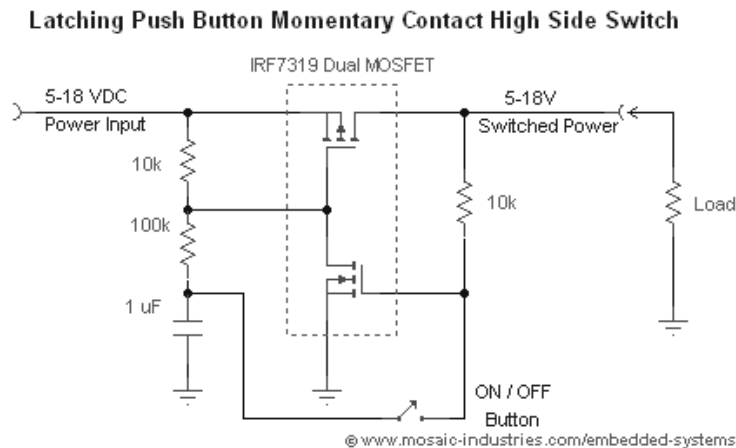 Latching Push Button Momentary Contact High Side Switch
IRF7319 Dual MOSFET
5-18 VDC
Power Input
5-18V
Switched Power
10k
10k
Load
100k
1 uF
ON / OFF
Button
@ www.mosaic-industries.com/embedded-systems